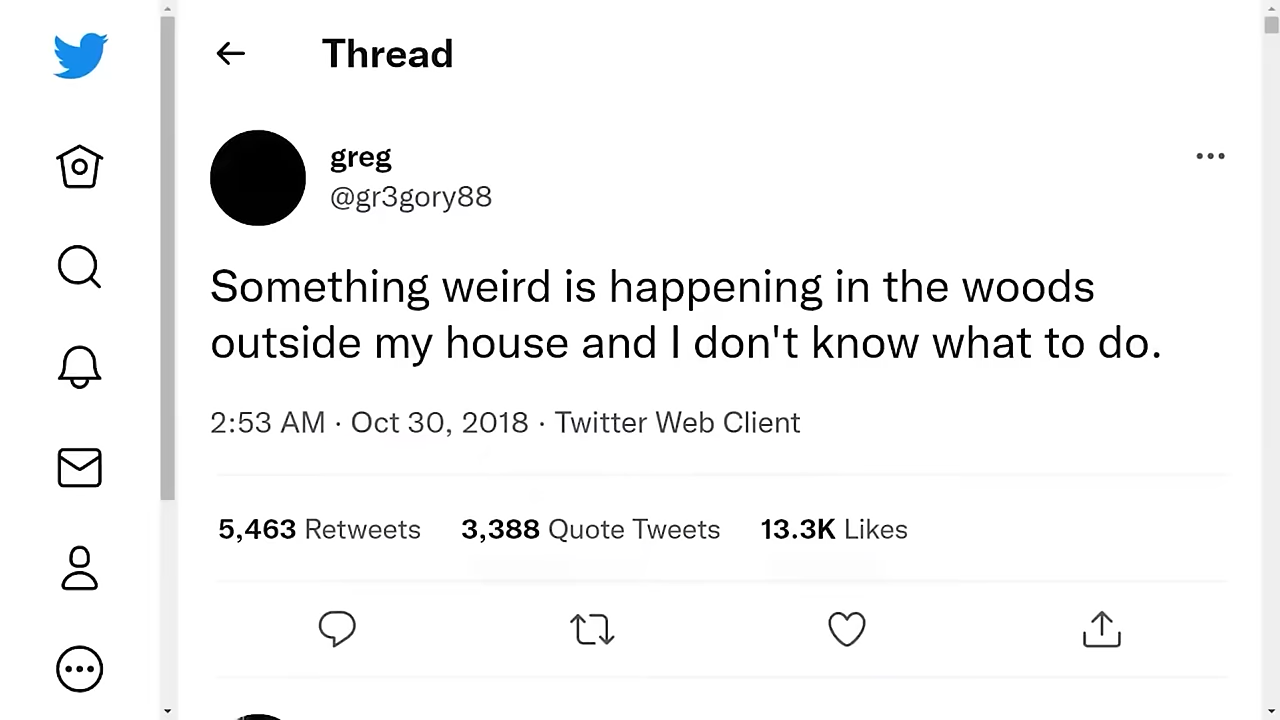 Thread
greg
@gr3gory88
Something weird is happening in the woods
outside my house and I don't know what to do.
2:53 AM · Oct 30, 2018 · Twitter Web Client
5,463 Retweets 3,388 Quote Tweets 13.3K Likes